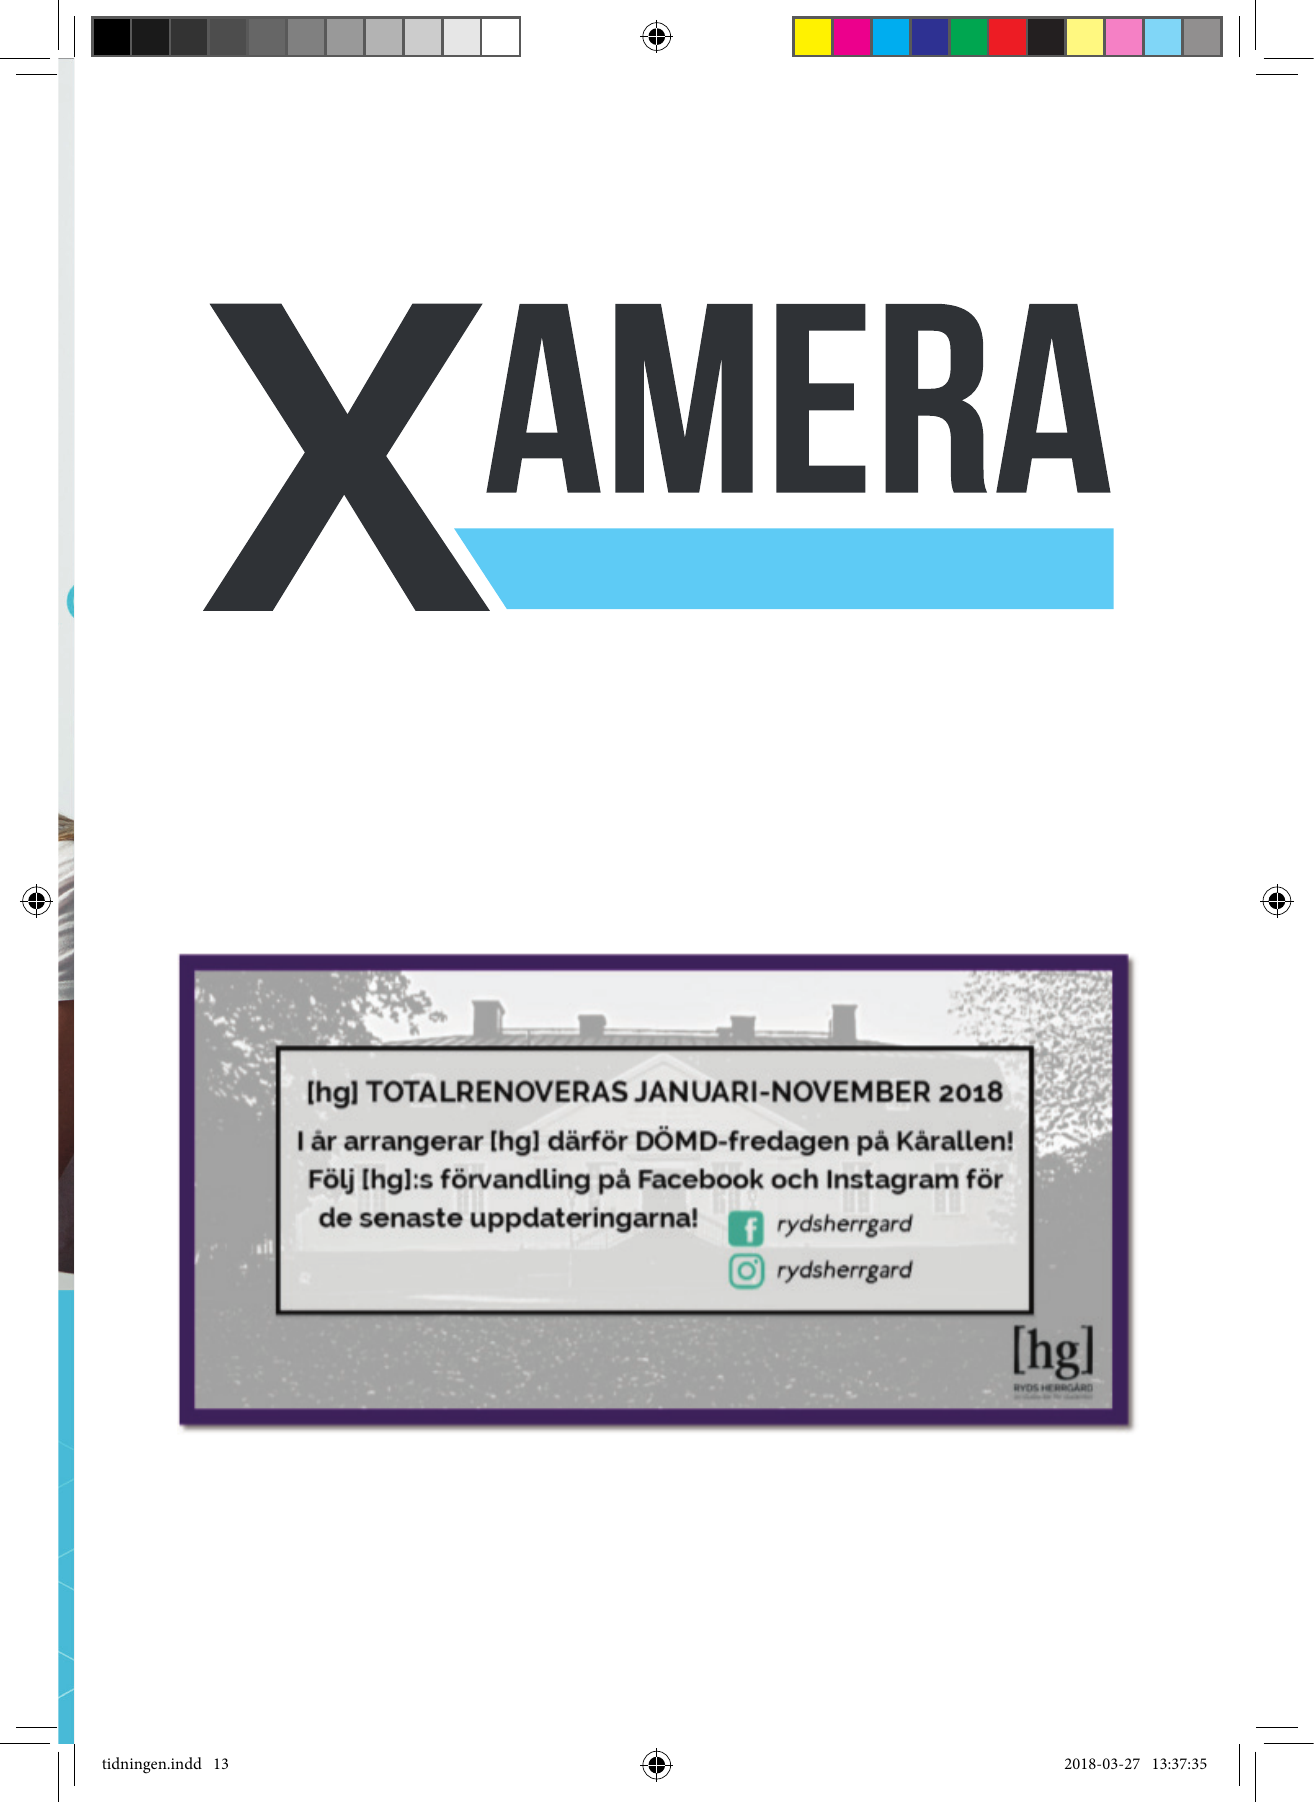 XAMERA
[hg] TOTALRENOVERAS JANUARI-NOVEMBER 2018
I år arrangerar [hg] därför DÖMD-fredagen på Kårallen!
Följ [hg]:s förvandling på Facebook och Instagram för
de senaste uppdateringarna!
rydsherrgard
rydsherrgard
[hg]
RYDS HERRGÅRD
tidningen.indd 13
2018-03-27 13:37:35